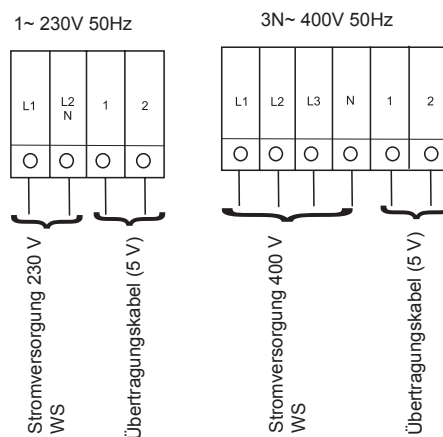 1~ 230V 50Hz
L1
L2
N
1
2
Stromversorgung 230 V
WS
Übertragungskabel (5 V)
3N~ 400V 50Hz
L1
L2
L3
N
1
2
Stromversorgung 400 V
WS
Übertragungskabel (5 V)